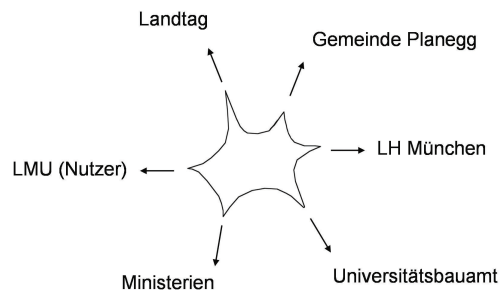 Landtag
Gemeinde Planegg
LH München
LMU (Nutzer)
Universitätsbauamt
Ministerien